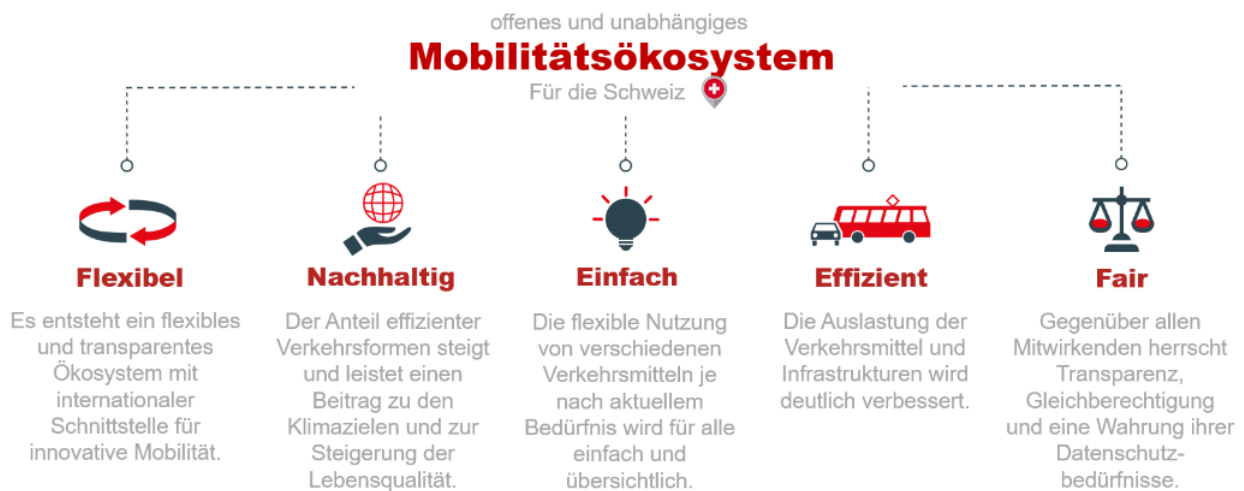 offenes und unabhängiges
Mobilitätsökosystem
Für die Schweiz
Flexibel
Es entsteht ein flexibles
und transparentes
Ökosystem mit
internationaler
Schnittstelle für
innovative Mobilität.
Nachhaltig
Der Anteil effizienter
Verkehrsformen steigt
und leistet einen
Beitrag zu den
Klimazielen und zur
Steigerung der
Lebensqualität.
Einfach
Die flexible Nutzung
von verschiedenen
Verkehrsmitteln je
nach aktuellem
Bedürfnis wird für alle
einfach und
übersichtlich.
Effizient
Die Auslastung der
Verkehrsmittel und
Infrastrukturen wird
deutlich verbessert.
Fair
Gegenüber allen
Mitwirkenden herrscht
Transparenz,
Gleichberechtigung
und eine Wahrung ihrer
Datenschutz-
bedürfnisse.